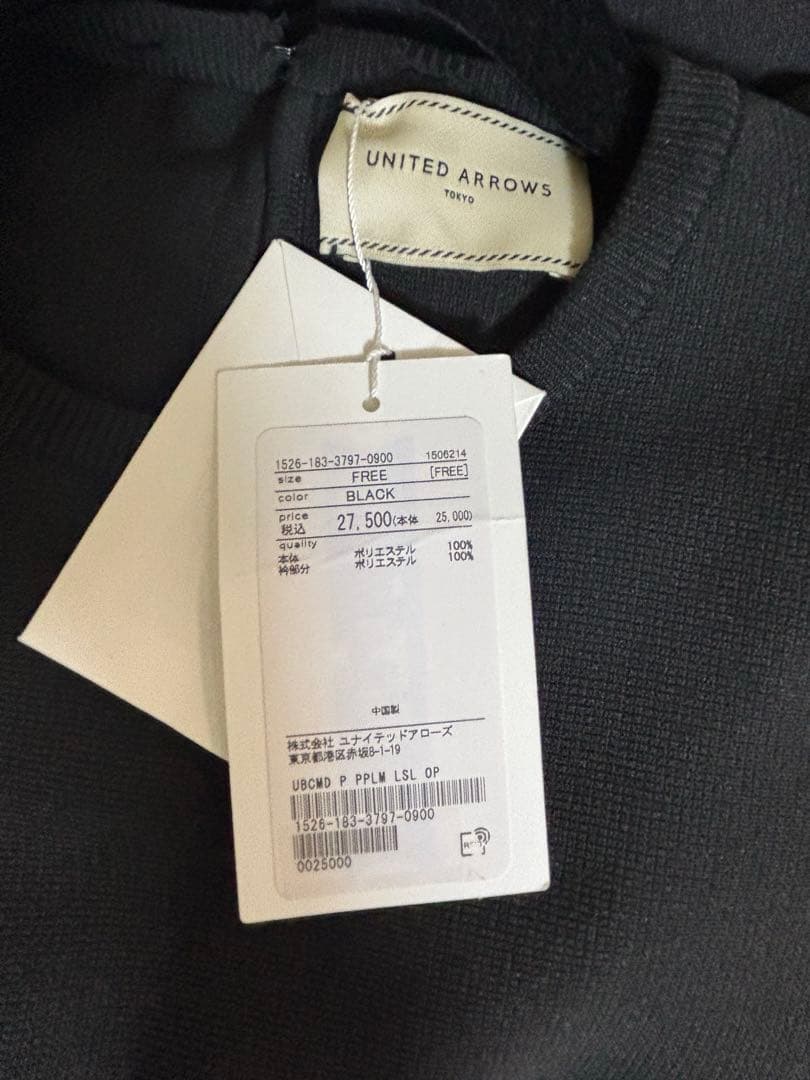 UNITED ARROWS
TOKYO
1526-183-3797-0900 1506214
size FREE [FREE]
color BLACK
price
税込 27,500(本体 25,000)
quality
本体 ポリエステル 100%
衿部分 ポリエステル 100%
中国製
株式会社 ユナイテッドアローズ
東京都港区赤坂8-1-19
UBCMD P PPLM LSL OP
1526-183-3797-0900
0025000